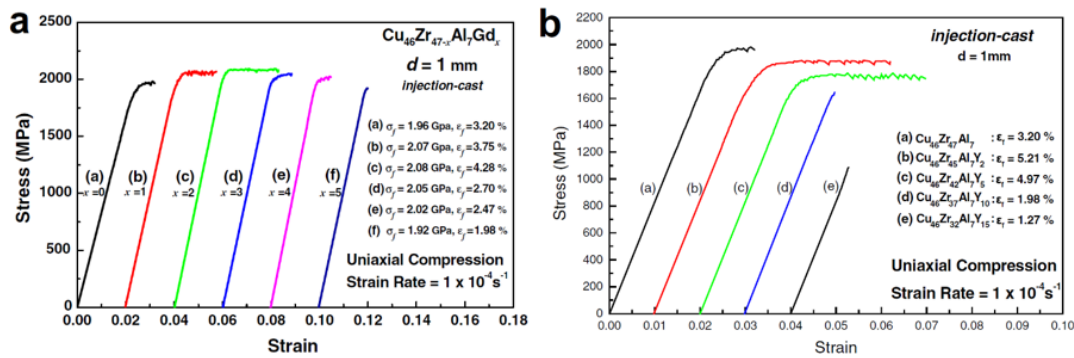 a
Cu46Zr47-xAl7Gdx
d = 1 mm
injection-cast
(a) σf = 1.96 Gpa, εf = 3.20 %
(b) σf = 2.07 GPa, εf = 3.75 %
(c) σf = 2.08 GPa, εf = 4.28 %
(d) σf = 2.05 GPa, εf = 2.70 %
(e) σf = 2.02 GPa, εf = 2.47 %
(f) σf = 1.92 GPa, εf = 1.98 %
(a) (b) (c) (d) (e) (f)
x=0 x=1 x=2 x=3 x=4 x=5
Uniaxial Compression
Strain Rate = 1 x 10-4s-1
Stress (MPa)
2500
2000
1500
1000
500
0
0.00 0.02 0.04 0.06 0.08 0.10 0.12 0.14 0.16 0.18
Strain
b
injection-cast
d = 1mm
(a) Cu46Zr47Al7 : εf = 3.20 %
(b) Cu46Zr45Al7Y2 : εf = 5.21 %
(c) Cu46Zr42Al7Y5 : εf = 4.97 %
(d) Cu46Zr37Al7Y10 : εf = 1.98 %
(e) Cu46Zr32Al7Y15 : εf = 1.27 %
(a) (b) (c) (d) (e)
Uniaxial Compression
Strain Rate = 1 x 10-4s-1
Stress (MPa)
2200
2000
1800
1600
1400
1200
1000
800
600
400
200
0
0.00 0.01 0.02 0.03 0.04 0.05 0.06 0.07 0.08 0.09 0.10
Strain